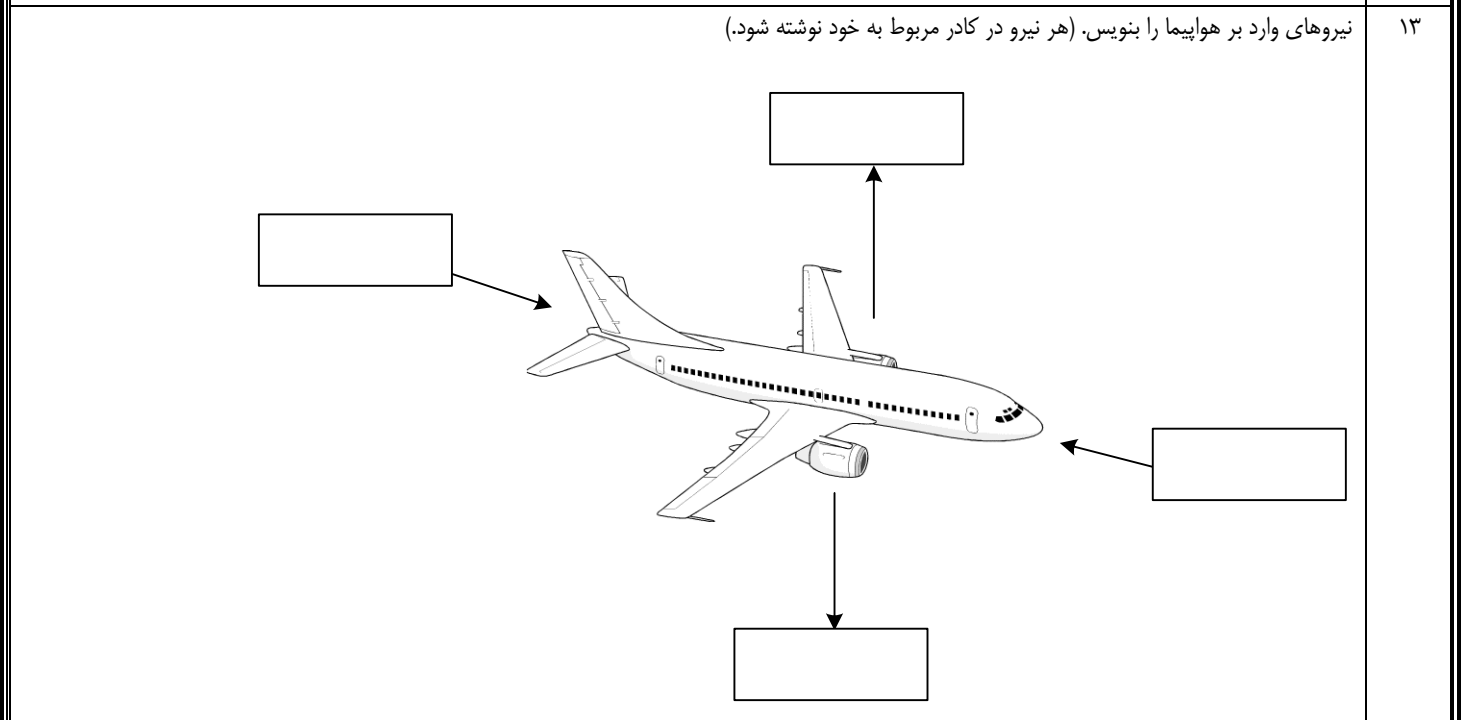 ۱۳ نیروهای وارد بر هواپیما را بنویس. (هر نیرو در کادر مربوط به خود نوشته شود.)